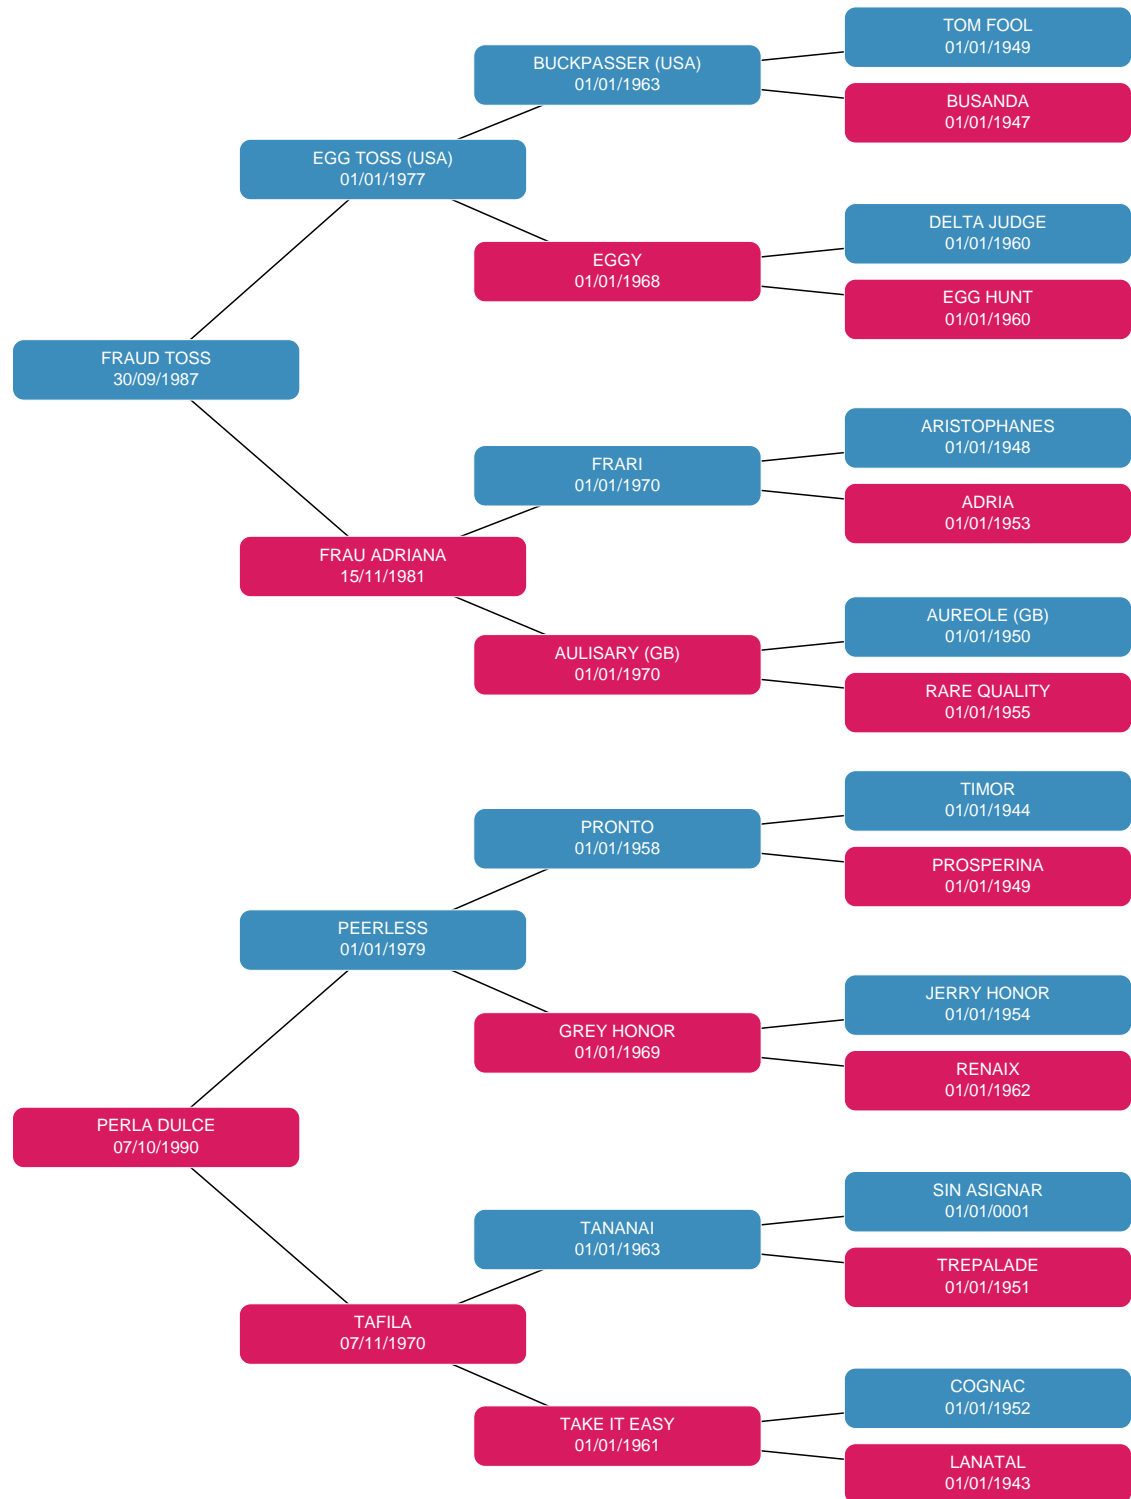 TOM FOOL
01/01/1949
BUCKPASSER (USA)
01/01/1963
BUSANDA
01/01/1947
EGG TOSS (USA)
01/01/1977
DELTA JUDGE
01/01/1960
EGGY
01/01/1968
EGG HUNT
01/01/1960
FRAUD TOSS
30/09/1987
ARISTOPHANES
01/01/1948
FRARI
01/01/1970
ADRIA
01/01/1953
FRAU ADRIANA
15/11/1981
AUREOLE (GB)
01/01/1950
AULISARY (GB)
01/01/1970
RARE QUALITY
01/01/1955
TIMOR
01/01/1944
PRONTO
01/01/1958
PROSPERINA
01/01/1949
PEERLESS
01/01/1979
JERRY HONOR
01/01/1954
GREY HONOR
01/01/1969
RENAIX
01/01/1962
PERLA DULCE
07/10/1990
SIN ASIGNAR
01/01/0001
TANANAI
01/01/1963
TREPALADE
01/01/1951
TAFILA
07/11/1970
COGNAC
01/01/1952
TAKE IT EASY
01/01/1961
LANATAL
01/01/1943